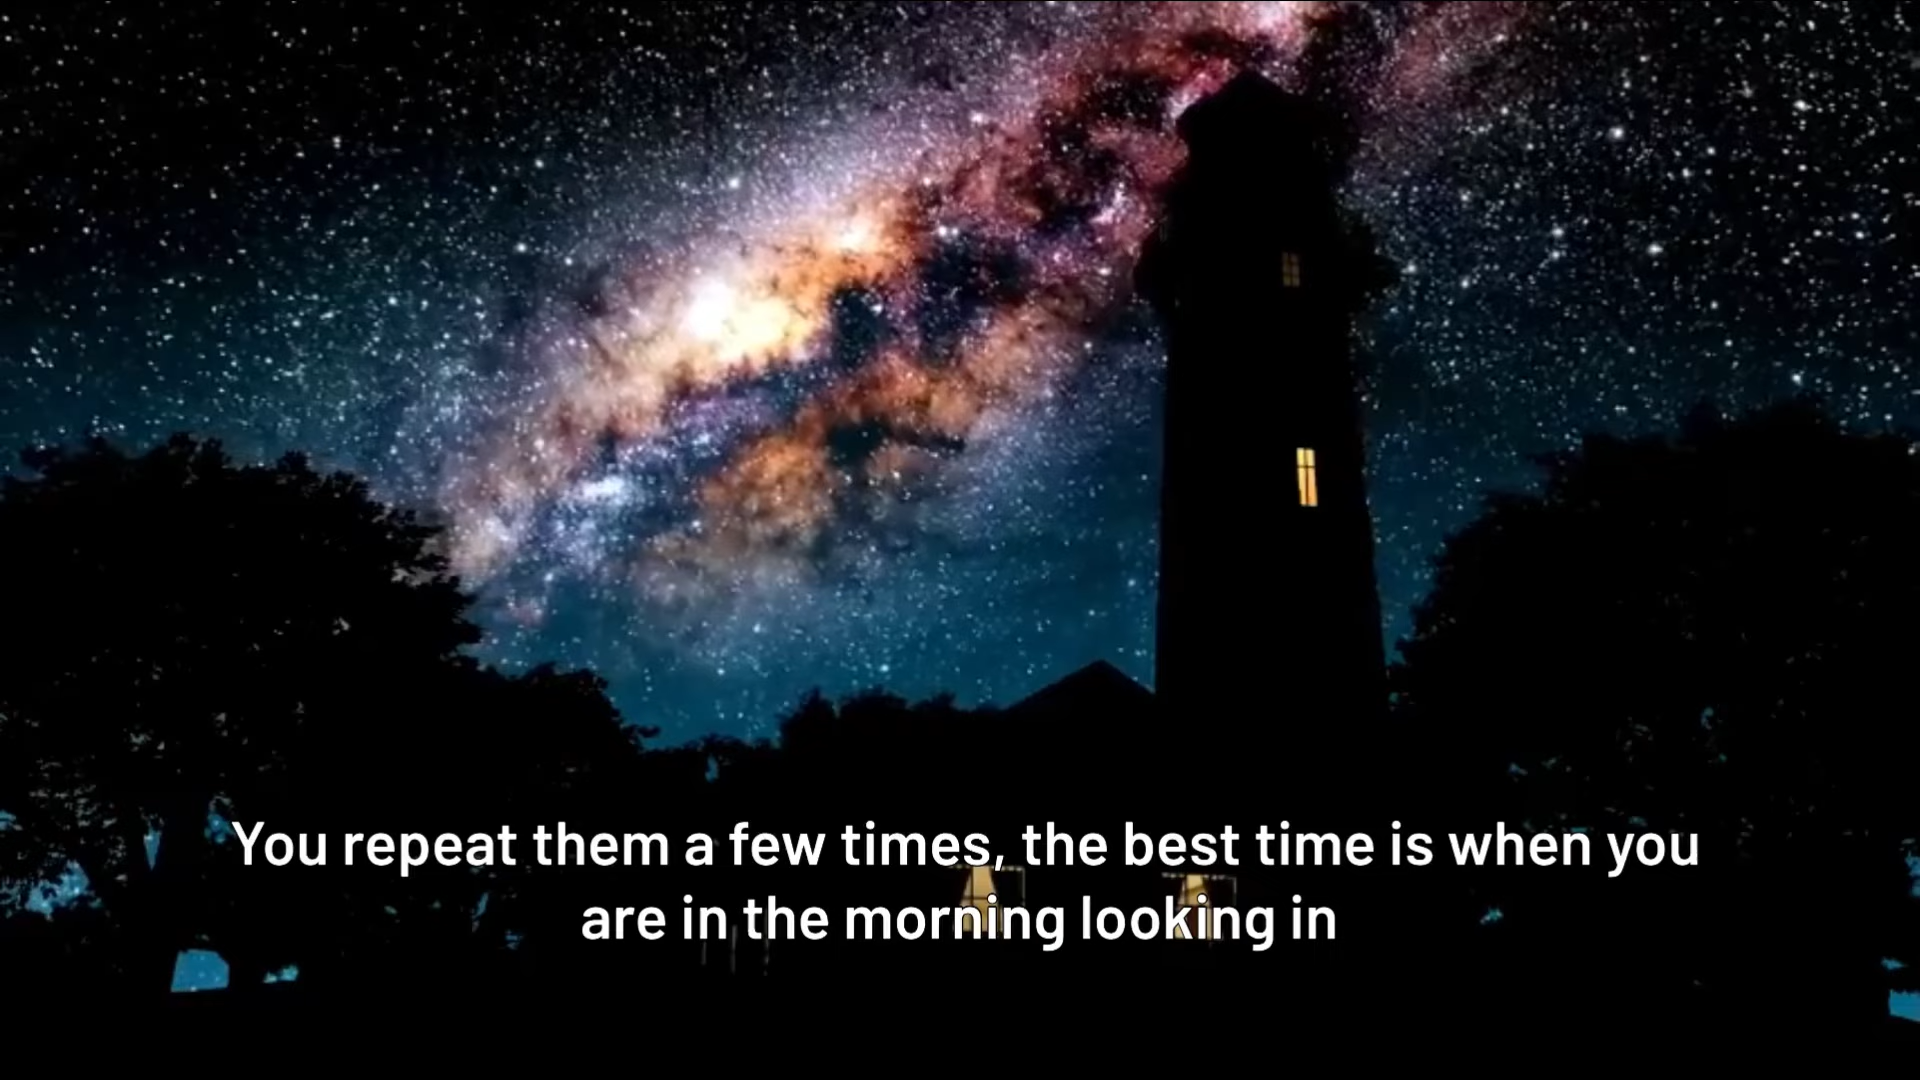 You repeat them a few times, the best time is when you
are in the morning looking in